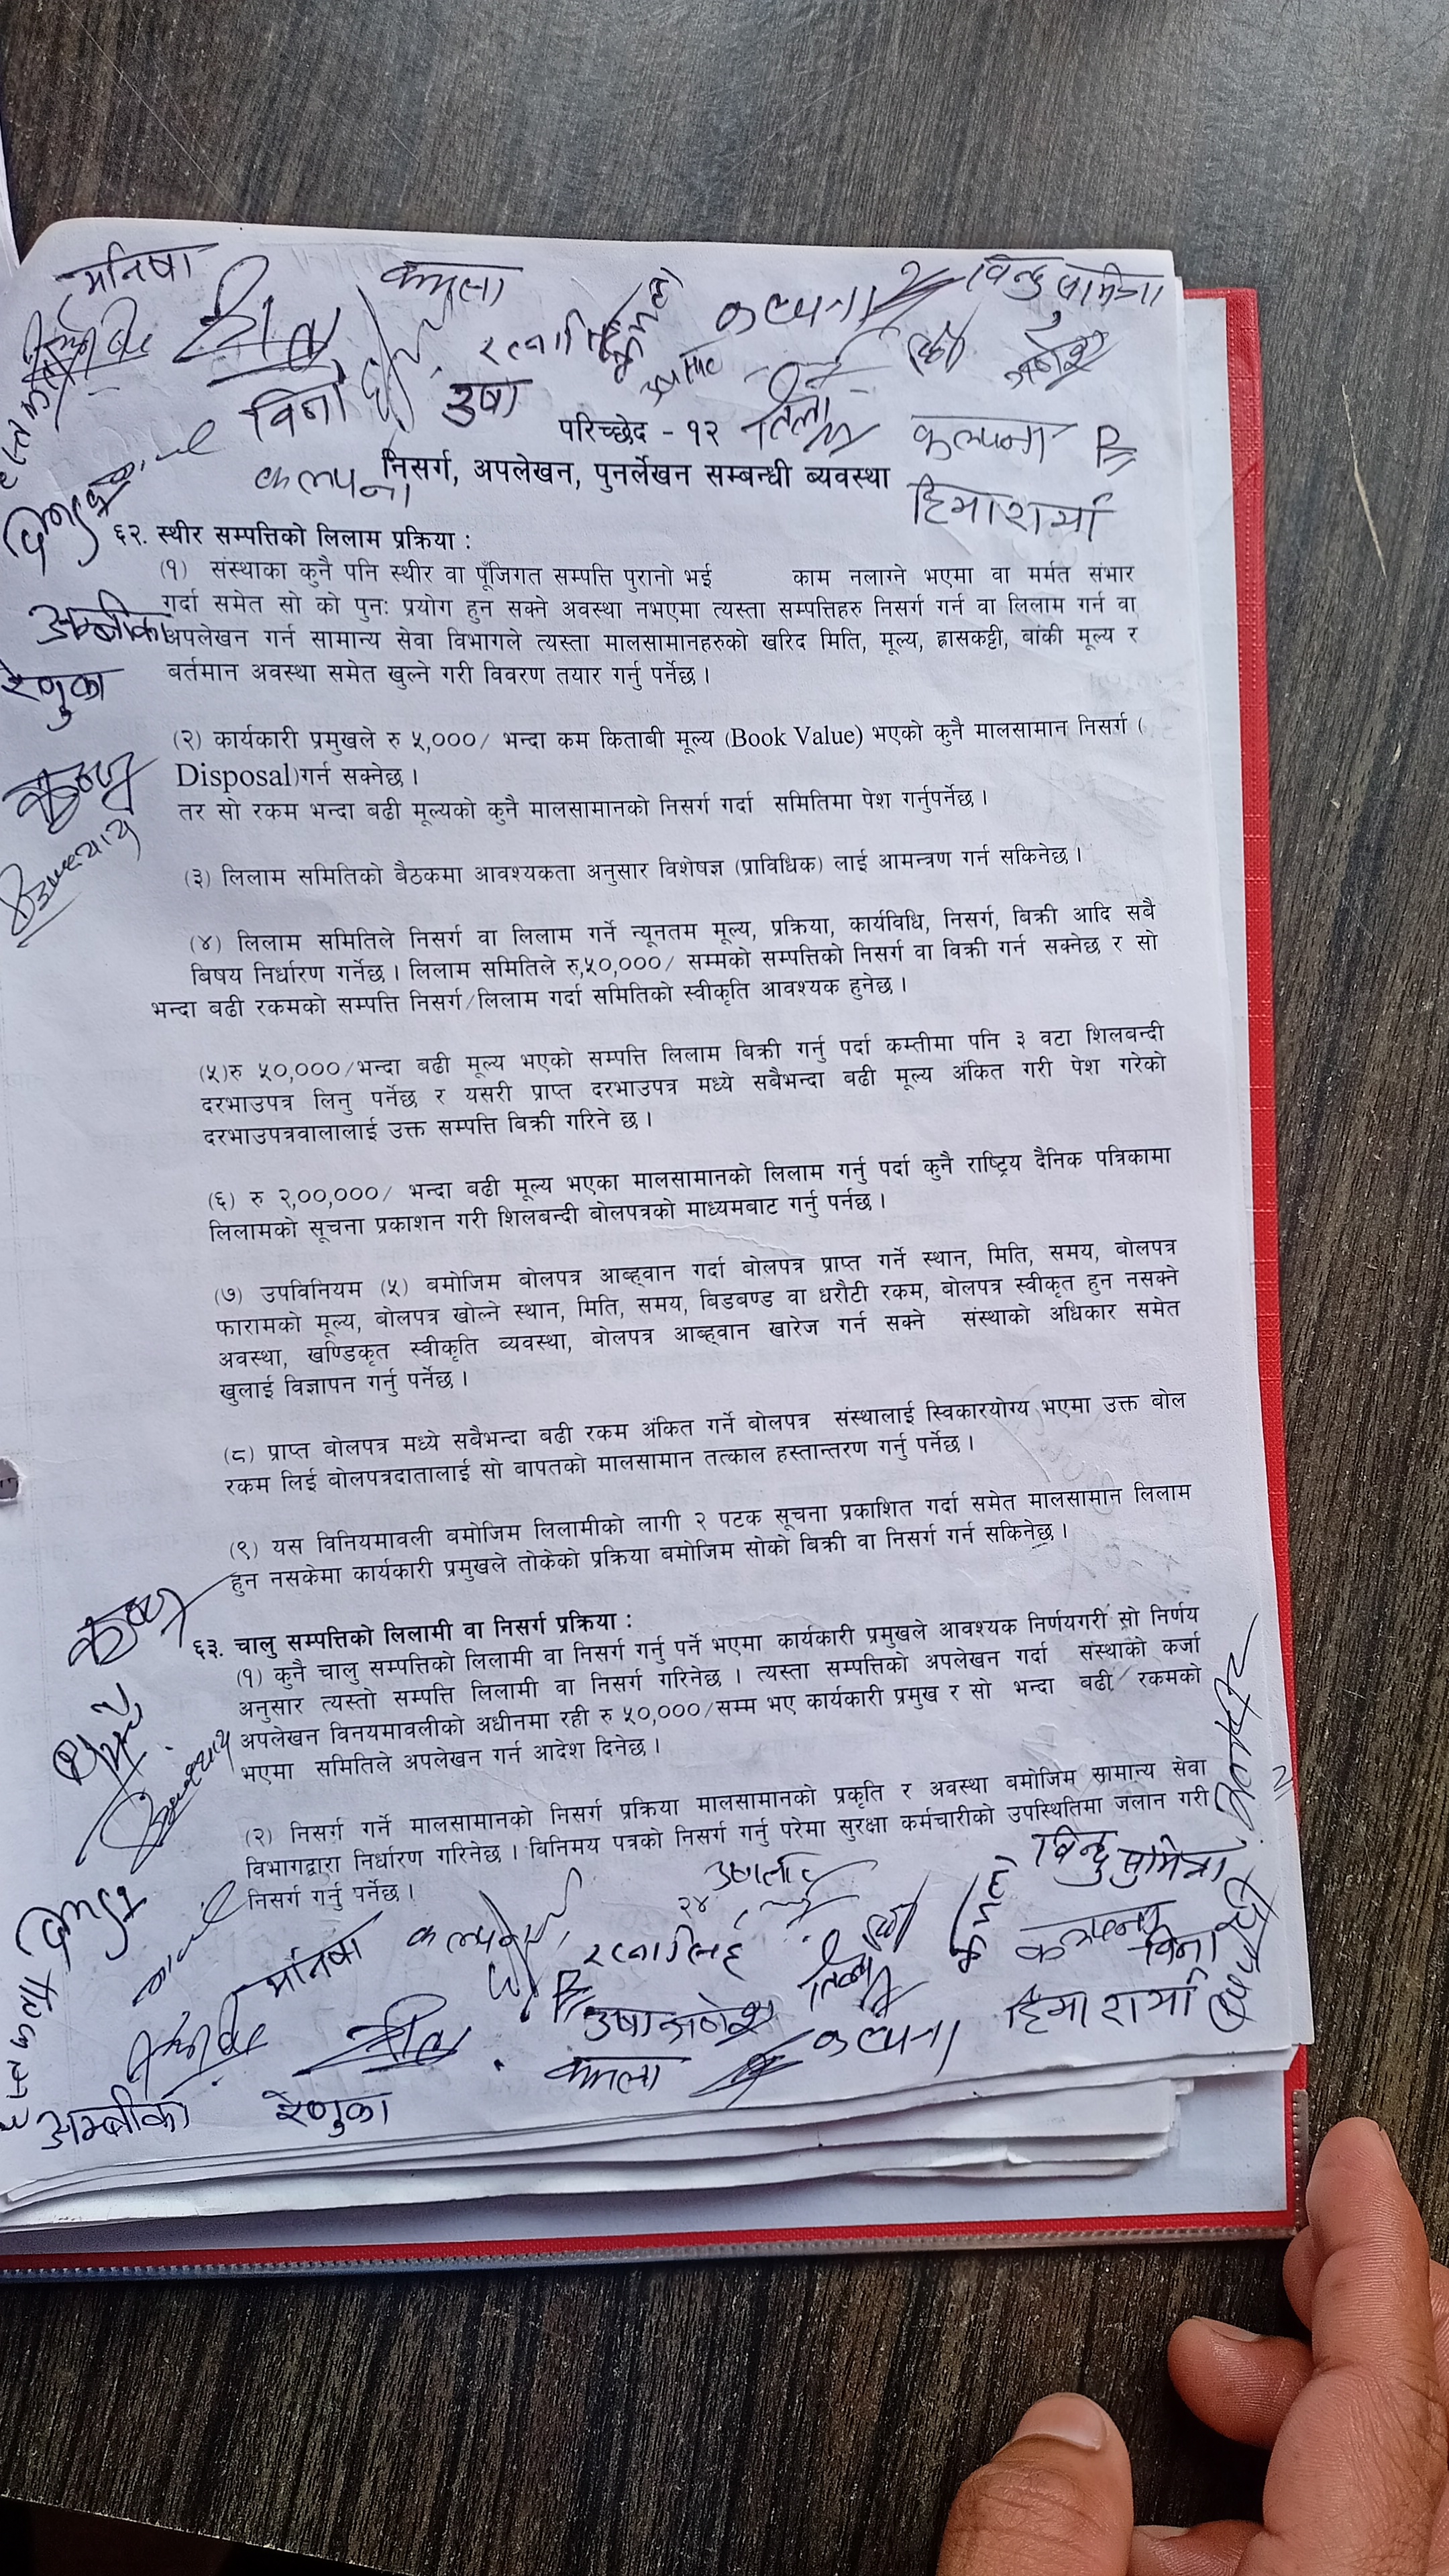 मनिषा कमला कल्पना विन्दु सुमित्रा
रत्नासिंह गणेश
विना उषा
परिच्छेद - १२
कल्पना
कल्पना
निसर्ग, अपलेखन, पुनर्लेखन सम्बन्धी व्यवस्था
हिमा शर्मा
६२. स्थीर सम्पत्तिको लिलाम प्रक्रिया :
(१) संस्थाका कुनै पनि स्थीर वा पूँजिगत सम्पत्ति पुरानो भई काम नलाग्ने भएमा वा मर्मत संभार
गर्दा समेत सो को पुनः प्रयोग हुन सक्ने अवस्था नभएमा त्यस्ता सम्पत्तिहरु निसर्ग गर्न वा लिलाम गर्न वा
अम्बीका
अपलेखन गर्न सामान्य सेवा विभागले त्यस्ता मालसामानहरुको खरिद मिति, मूल्य, ह्रासकट्टी, बांकी मूल्य र
रेणुका
बर्तमान अवस्था समेत खुल्ने गरी विवरण तयार गर्नु पर्नेछ ।
(२) कार्यकारी प्रमुखले रु ५,०००/ भन्दा कम किताबी मूल्य (Book Value) भएको कुनै मालसामान निसर्ग (
Disposal)गर्न सक्नेछ ।
तर सो रकम भन्दा बढी मूल्यको कुनै मालसामानको निसर्ग गर्दा समितिमा पेश गर्नुपर्नेछ ।
(३) लिलाम समितिको बैठकमा आवश्यकता अनुसार विशेषज्ञ (प्राविधिक) लाई आमन्त्रण गर्न सकिनेछ ।
(४) लिलाम समितिले निसर्ग वा लिलाम गर्ने न्यूनतम मूल्य, प्रक्रिया, कार्यविधि, निसर्ग, बिक्री आदि सबै
बिषय निर्धारण गर्नेछ । लिलाम समितिले रु,५०,०००/ सम्मको सम्पत्तिको निसर्ग वा विक्री गर्न सक्नेछ र सो
भन्दा बढी रकमको सम्पत्ति निसर्ग/लिलाम गर्दा समितिको स्वीकृति आवश्यक हुनेछ ।
(५)रु ५०,०००/भन्दा बढी मूल्य भएको सम्पत्ति लिलाम बिक्री गर्नु पर्दा कम्तीमा पनि ३ वटा शिलबन्दी
दरभाउपत्र लिनु पर्नेछ र यसरी प्राप्त दरभाउपत्र मध्ये सबैभन्दा बढी मूल्य अंकित गरी पेश गरेको
दरभाउपत्रवालालाई उक्त सम्पत्ति बिक्री गरिने छ ।
(६) रु २,००,०००/ भन्दा बढी मूल्य भएका मालसामानको लिलाम गर्नु पर्दा कुनै राष्ट्रिय दैनिक पत्रिकामा
लिलामको सूचना प्रकाशन गरी शिलबन्दी बोलपत्रको माध्यमबाट गर्नु पर्नछ ।
(७) उपविनियम (५) बमोजिम बोलपत्र आब्ह्वान गर्दा बोलपत्र प्राप्त गर्ने स्थान, मिति, समय, बोलपत्र
फारामको मूल्य, बोलपत्र खोल्ने स्थान, मिति, समय, बिडबण्ड वा धरौटी रकम, बोलपत्र स्वीकृत हुन नसक्ने
अवस्था, खण्डिकृत स्वीकृति व्यवस्था, बोलपत्र आब्ह्वान खारेज गर्न सक्ने संस्थाको अधिकार समेत
खुलाई विज्ञापन गर्नु पर्नेछ ।
(८) प्राप्त बोलपत्र मध्ये सबैभन्दा बढी रकम अंकित गर्ने बोलपत्र संस्थालाई स्विकारयोग्य भएमा उक्त बोल
रकम लिई बोलपत्रदातालाई सो बापतको मालसामान तत्काल हस्तान्तरण गर्नु पर्नेछ ।
(९) यस विनियमावली बमोजिम लिलामीको लागी २ पटक सूचना प्रकाशित गर्दा समेत मालसामान लिलाम
हुन नसकेमा कार्यकारी प्रमुखले तोकेको प्रक्रिया बमोजिम सोको बिक्री वा निसर्ग गर्न सकिनेछ ।
६३. चालु सम्पत्तिको लिलामी वा निसर्ग प्रक्रिया :
(१) कुनै चालु सम्पत्तिको लिलामी वा निसर्ग गर्नु पर्ने भएमा कार्यकारी प्रमुखले आवश्यक निर्णयगरी सो निर्णय
अनुसार त्यस्तो सम्पत्ति लिलामी वा निसर्ग गरिनेछ । त्यस्ता सम्पत्तिको अपलेखन गर्दा संस्थाको कर्जा
अपलेखन विनयमावलीको अधीनमा रही रु ५०,०००/सम्म भए कार्यकारी प्रमुख र सो भन्दा बढी रकमको
भएमा समितिले अपलेखन गर्न आदेश दिनेछ ।
(२) निसर्ग गर्ने मालसामानको निसर्ग प्रक्रिया मालसामानको प्रकृति र अवस्था बमोजिम सामान्य सेवा
विभागद्वारा निर्धारण गरिनेछ । विनिमय पत्रको निसर्ग गर्नु परेमा सुरक्षा कर्मचारीको उपस्थितिमा जलान गरी
निसर्ग गर्नु पर्नेछ ।
विन्दु सुमित्रा
२४
मनिषा कल्पना रत्नासिंह कल्पना विना
उषा गणेश हिमा शर्मा
कमला कल्पना
अम्बीका रेणुका